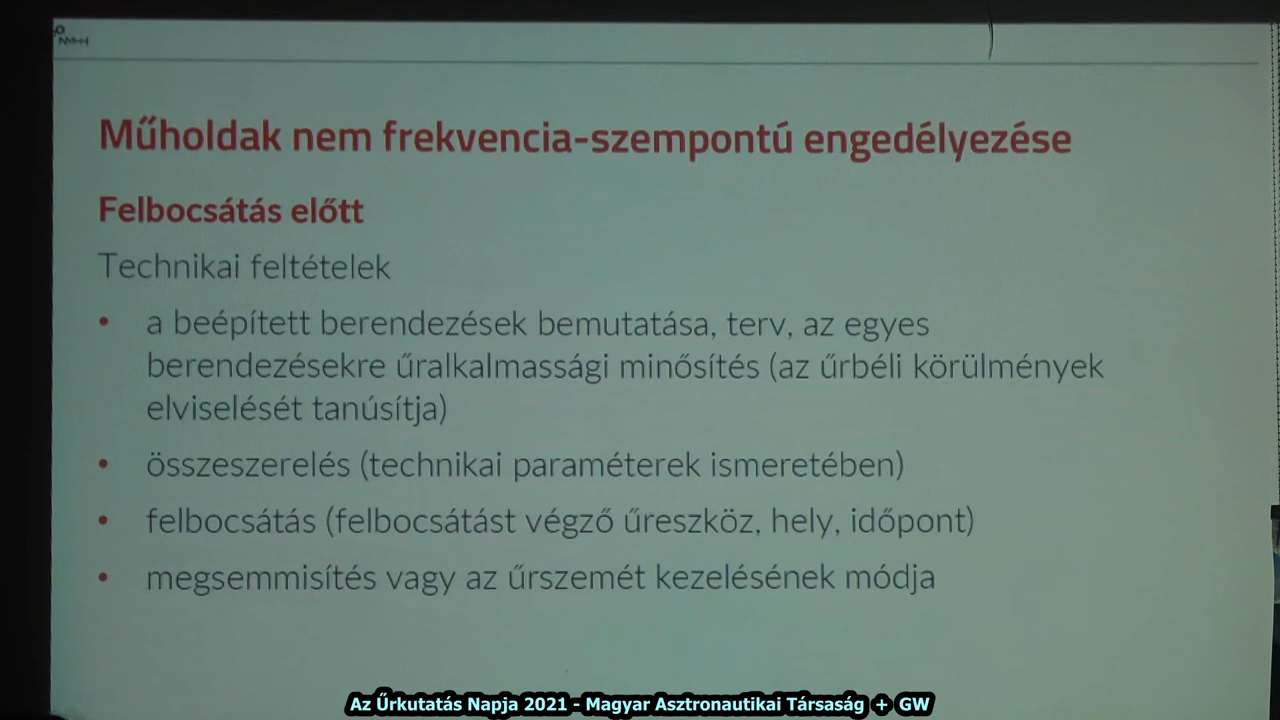 Műholdak nem frekvencia-szempontú engedélyezése
Felbocsátás előtt
Technikai feltételek
• a beépített berendezések bemutatása, terv, az egyes
berendezésekre űralkalmassági minősítés (az űrbéli körülmények
elviselését tanúsítja)
• összeszerelés (technikai paraméterek ismeretében)
• felbocsátás (felbocsátást végző űreszköz, hely, időpont)
• megsemmisítés vagy az űrszemét kezelésének módja
Az Űrkutatás Napja 2021 - Magyar Asztronautikai Társaság + GW